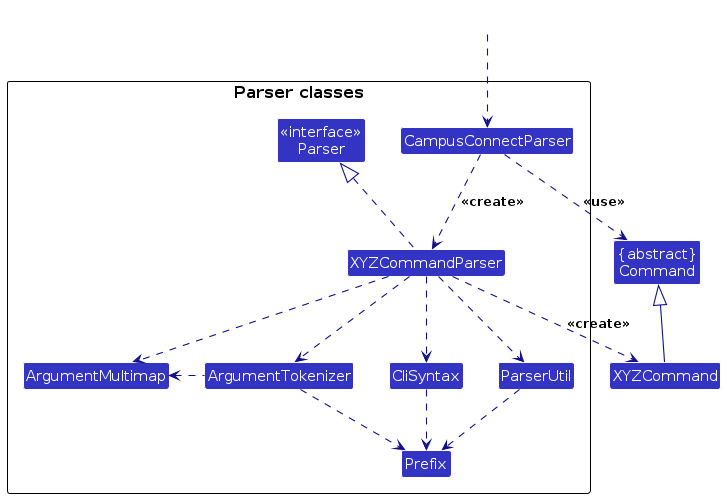 Parser classes
«interface»
Parser
CampusConnectParser
«create»
«use»
{abstract}
Command
XYZCommandParser
«create»
ArgumentMultimap
ArgumentTokenizer
CliSyntax
ParserUtil
XYZCommand
Prefix